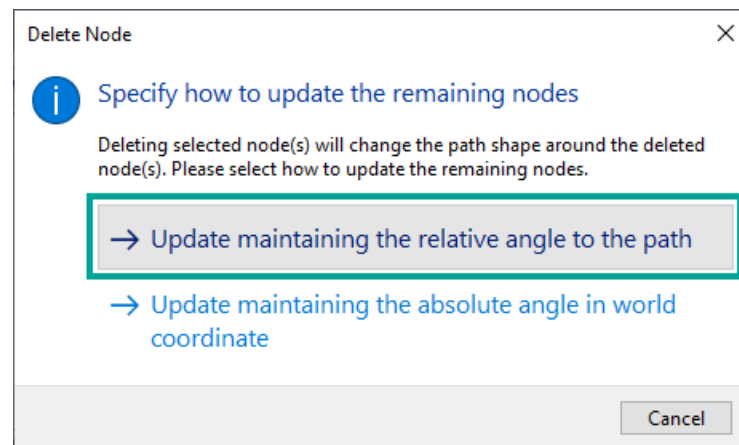 Delete Node
Specify how to update the remaining nodes
Deleting selected node(s) will change the path shape around the deleted
node(s). Please select how to update the remaining nodes.
→ Update maintaining the relative angle to the path
→ Update maintaining the absolute angle in world
coordinate
Cancel